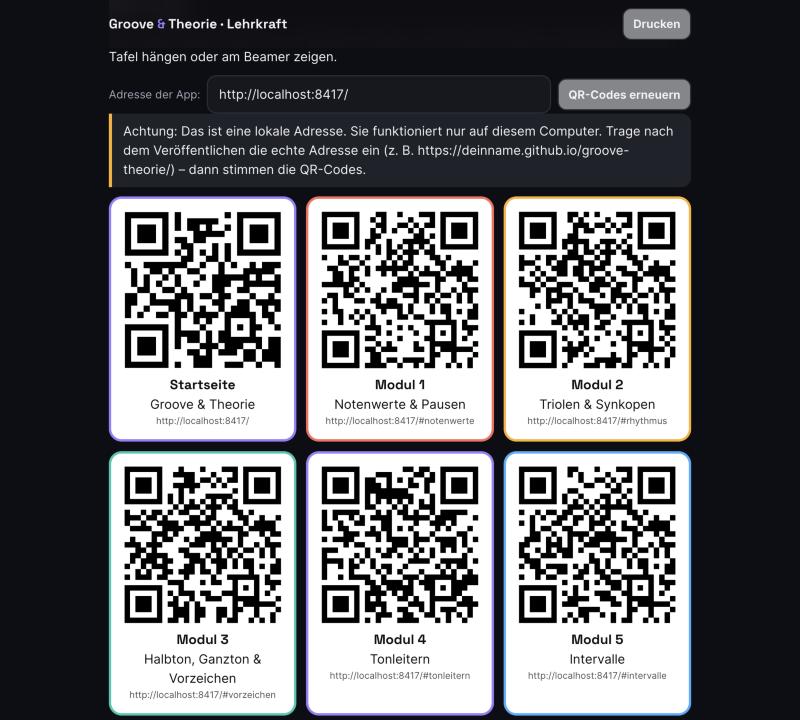 Groove & Theorie · Lehrkraft
Drucken
Tafel hängen oder am Beamer zeigen.
Adresse der App:
http://localhost:8417/
QR-Codes erneuern
Achtung: Das ist eine lokale Adresse. Sie funktioniert nur auf diesem Computer. Trage nach
dem Veröffentlichen die echte Adresse ein (z. B. https://deinname.github.io/groove-
theorie/) – dann stimmen die QR-Codes.
Startseite
Groove & Theorie
http://localhost:8417/
Modul 1
Notenwerte & Pausen
http://localhost:8417/#notenwerte
Modul 2
Triolen & Synkopen
http://localhost:8417/#rhythmus
Modul 3
Halbton, Ganzton &
Vorzeichen
http://localhost:8417/#vorzeichen
Modul 4
Tonleitern
http://localhost:8417/#tonleitern
Modul 5
Intervalle
http://localhost:8417/#intervalle